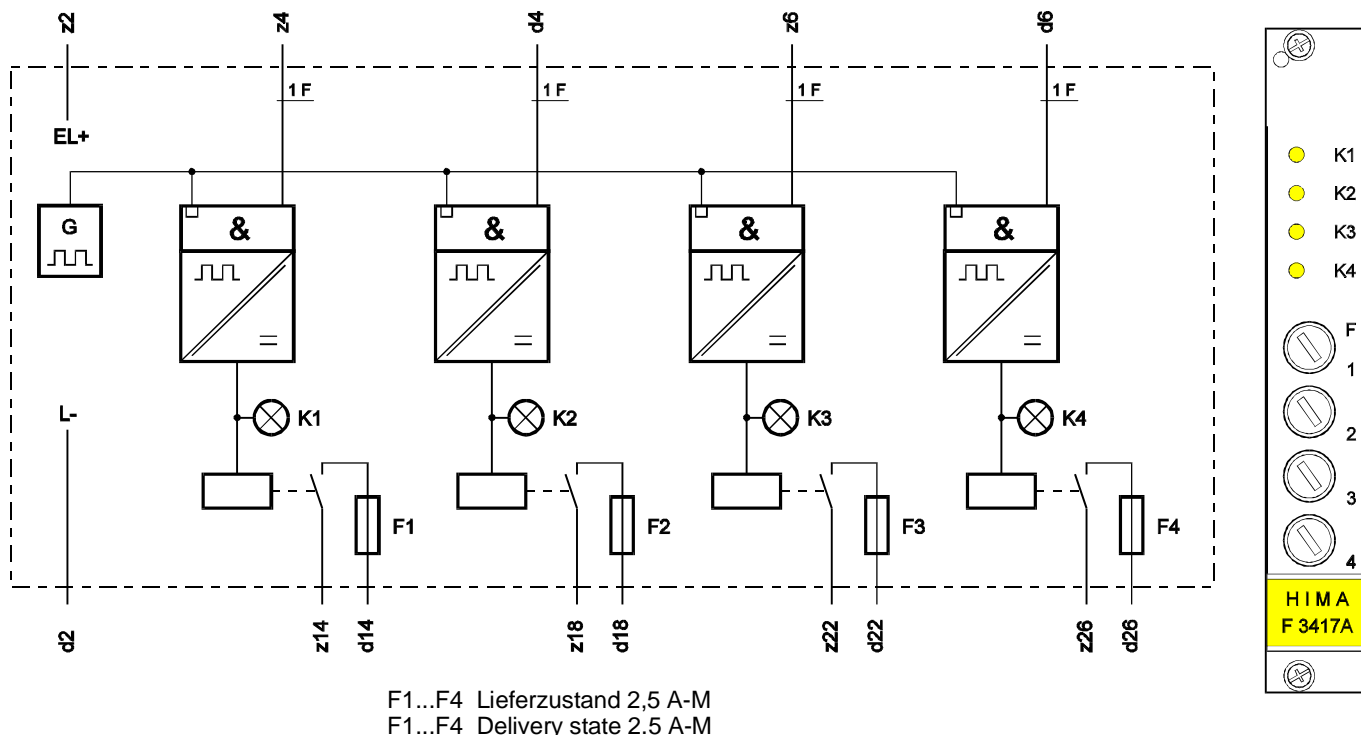 z2 z4 d4 z6 d6
1 F 1 F 1 F 1 F
EL+
G & & & &
L-
K1 K2 K3 K4
F1 F2 F3 F4
d2 z14 d14 z18 d18 z22 d22 z26 d26
F1...F4 Lieferzustand 2,5 A-M
F1...F4 Delivery state 2.5 A-M
K1
K2
K3
K4
F
1
2
3
4
HIMA
F 3417A